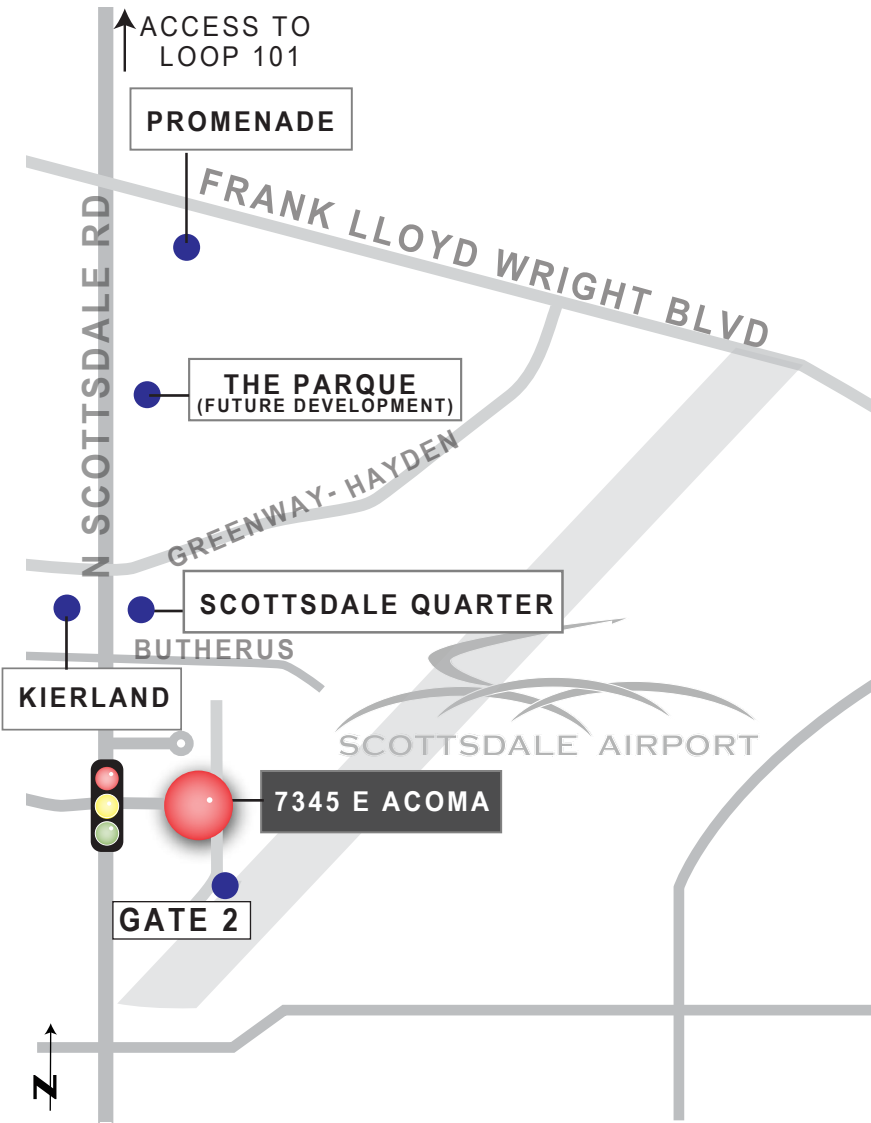 ACCESS TO
LOOP 101
PROMENADE
FRANK LLOYD WRIGHT BLVD
N SCOTTSDALE RD
THE PARQUE
(FUTURE DEVELOPMENT)
GREENWAY- HAYDEN
SCOTTSDALE QUARTER
BUTHERUS
KIERLAND
SCOTTSDALE AIRPORT
7345 E ACOMA
GATE 2
N